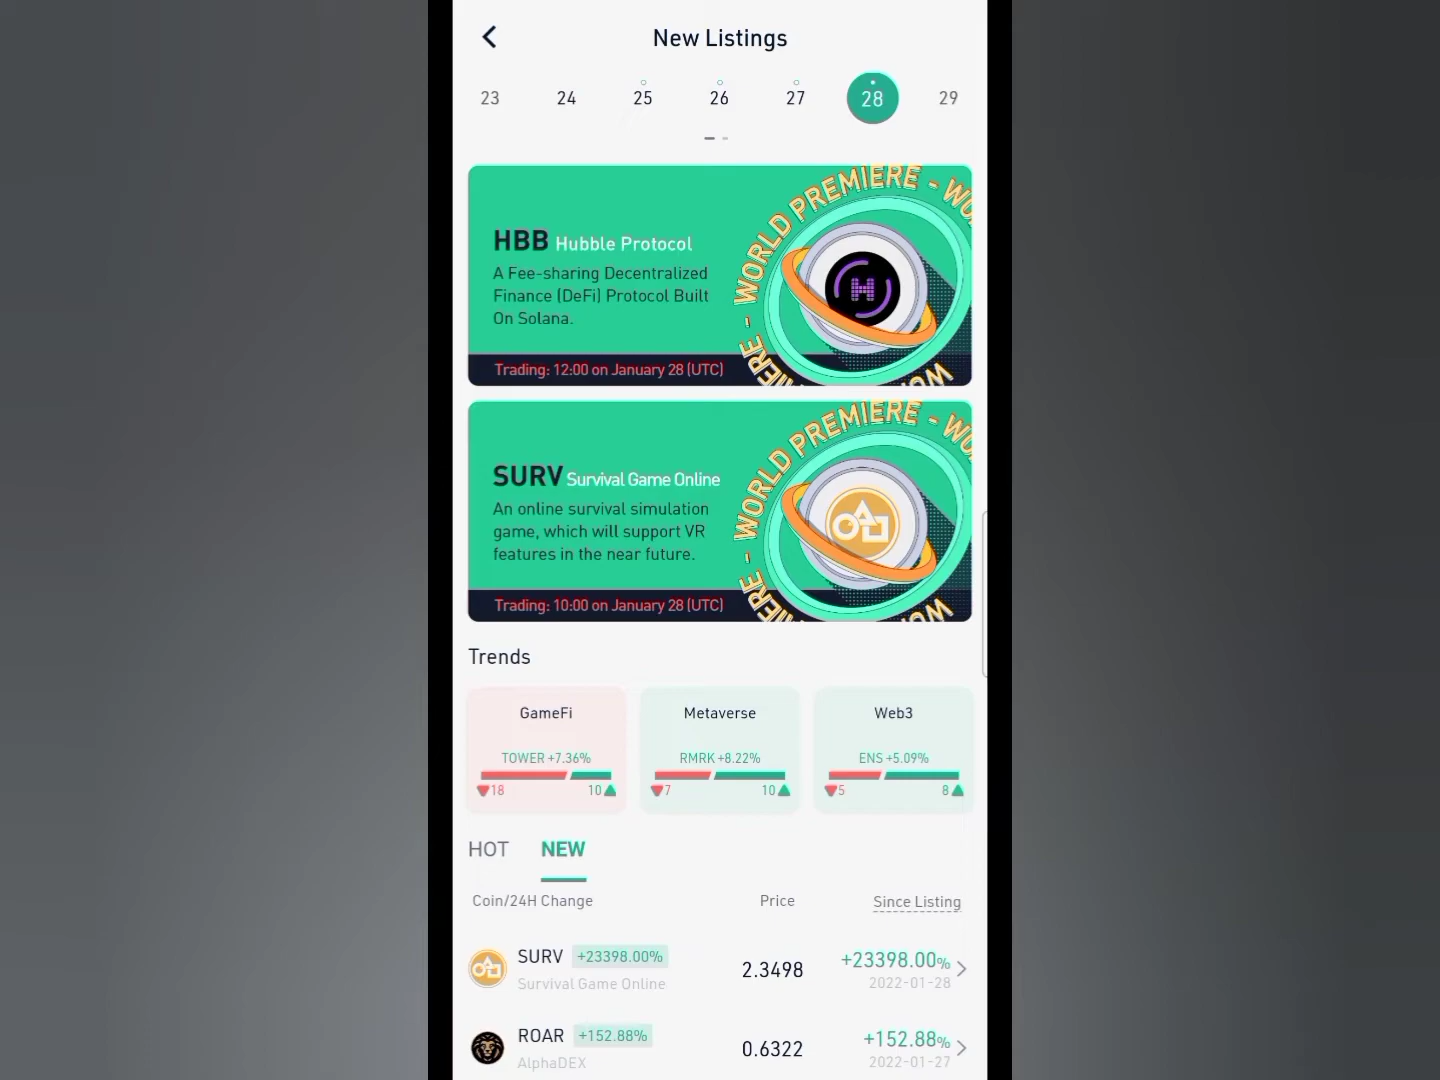 New Listings
23 24 25 26 27 28 29
WORLD PREMIERE - WO
HBB Hubble Protocol
A Fee-sharing Decentralized
Finance (DeFi) Protocol Built
On Solana.
Trading: 12:00 on January 28 (UTC)
WORLD PREMIERE - WO
SURV Survival Game Online
An online survival simulation
game, which will support VR
features in the near future.
Trading: 10:00 on January 28 (UTC)
Trends
GameFi
TOWER +7.36%
18 10
Metaverse
RMRK +8.22%
7 10
Web3
ENS +5.09%
5 8
HOT NEW
Coin/24H Change Price Since Listing
SURV +23398.00% 2.3498 +23398.00%
Survival Game Online 2022-01-28
ROAR +152.88% 0.6322 +152.88%
AlphaDEX 2022-01-27